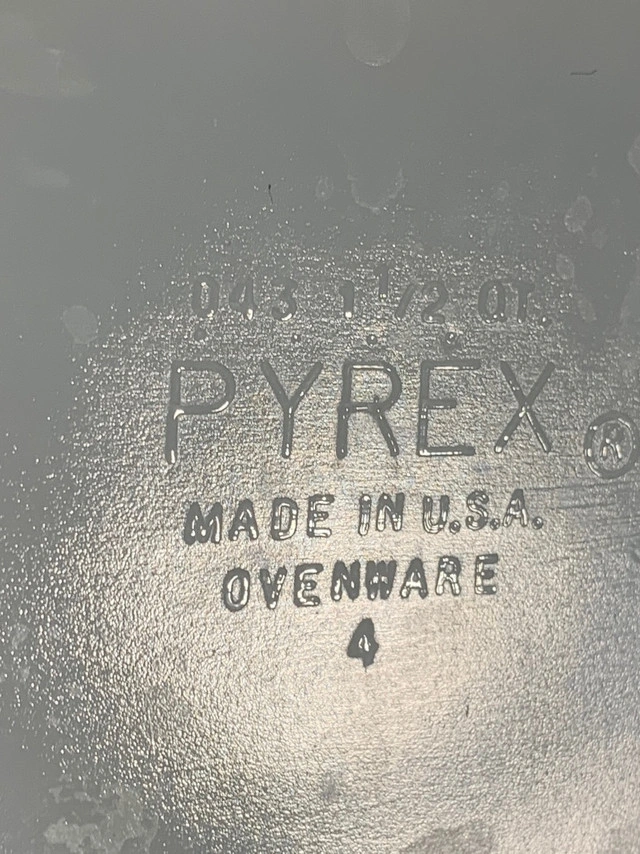 043 1 1/2 QT.
PYREX ®
MADE IN U.S.A.
OVENWARE
4